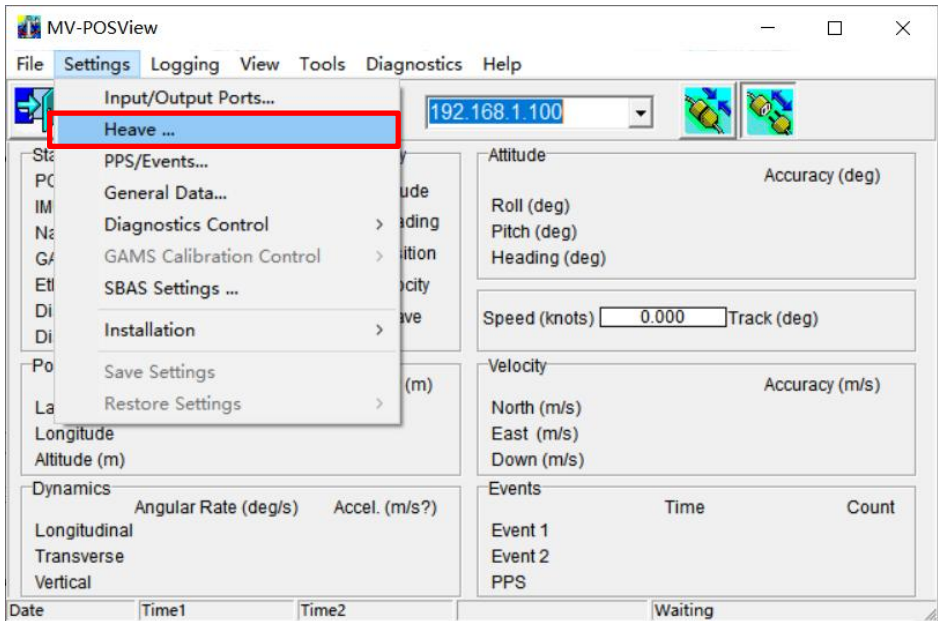 MV-POSView
File Settings Logging View Tools Diagnostics Help
Input/Output Ports...
Heave ...
PPS/Events...
General Data...
Diagnostics Control
GAMS Calibration Control
SBAS Settings ...
Installation
Save Settings
Restore Settings
192.168.1.100
Attitude
Accuracy (deg)
Roll (deg)
Pitch (deg)
Heading (deg)
Speed (knots) 0.000 Track (deg)
(m)
Longitude
Altitude (m)
Velocity
Accuracy (m/s)
North (m/s)
East (m/s)
Down (m/s)
Dynamics
Angular Rate (deg/s) Accel. (m/s?)
Longitudinal
Transverse
Vertical
Events
Time Count
Event 1
Event 2
PPS
Date Time1 Time2 Waiting